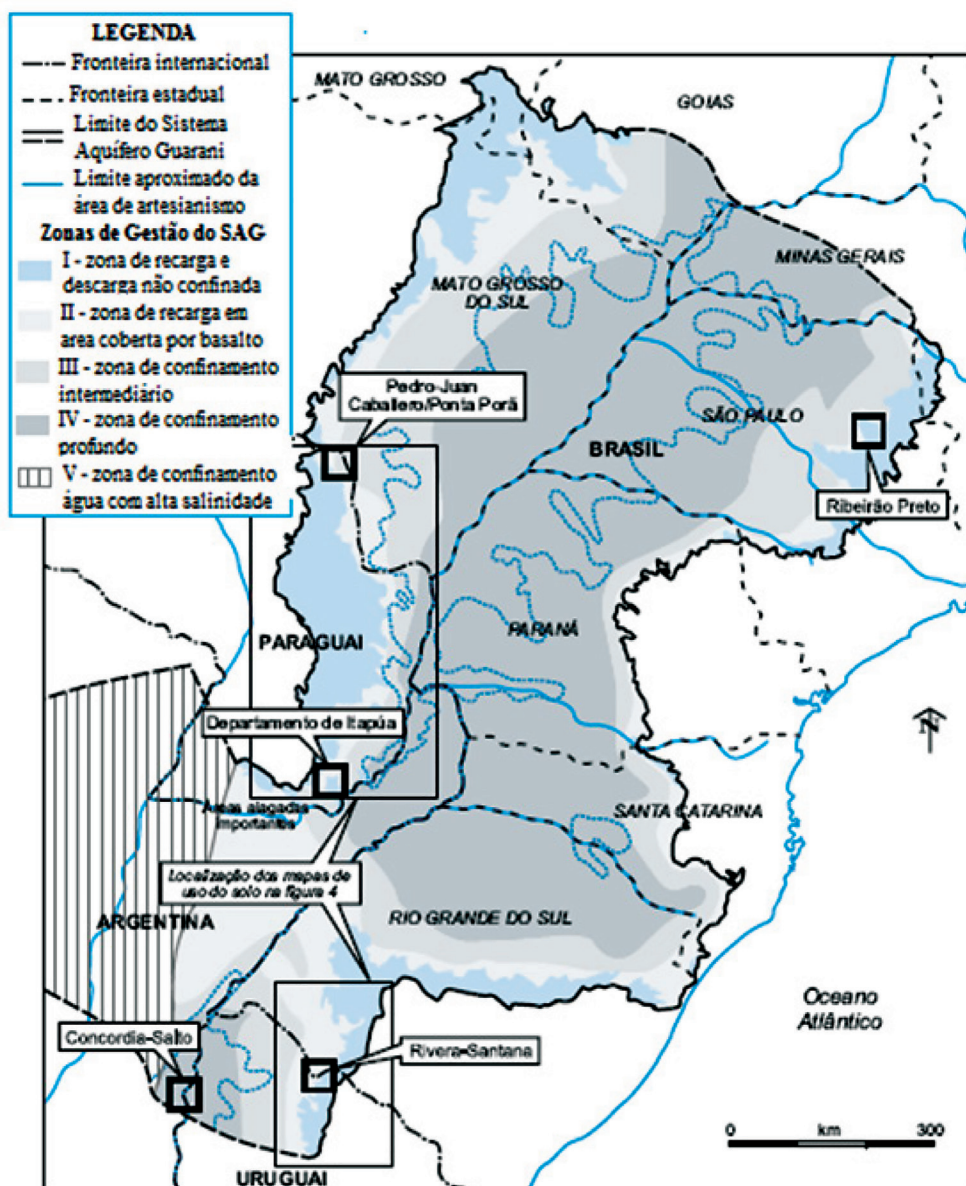 LEGENDA
Fronteira internacional
Fronteira estadual
Limite do Sistema
Aquífero Guarani
Limite aproximado da
área de artesianismo
Zonas de Gestão do SAG
I - zona de recarga e
descarga não confinada
II - zona de recarga em
area coberta por basalto
III - zona de confinamento
intermediário
IV - zona de confinamento
profundo
V - zona de confinamento
água com alta salinidade
MATO GROSSO
GOIAS
MINAS GERAIS
MATO GROSSO
DO SUL
Pedro-Juan
Caballero/Ponta Porã
SÃO PAULO
BRASIL
Ribeirão Preto
PARANÁ
PARAGUAI
Departamento de Itapúa
N
Áreas alagadas
importantes
SANTA CATARINA
Localização dos mapas de
uso do solo na figura 4
ARGENTINA
RIO GRANDE DO SUL
Oceano
Atlântico
Concordia-Salto
Rivera-Santana
0 km 300
URUGUAI